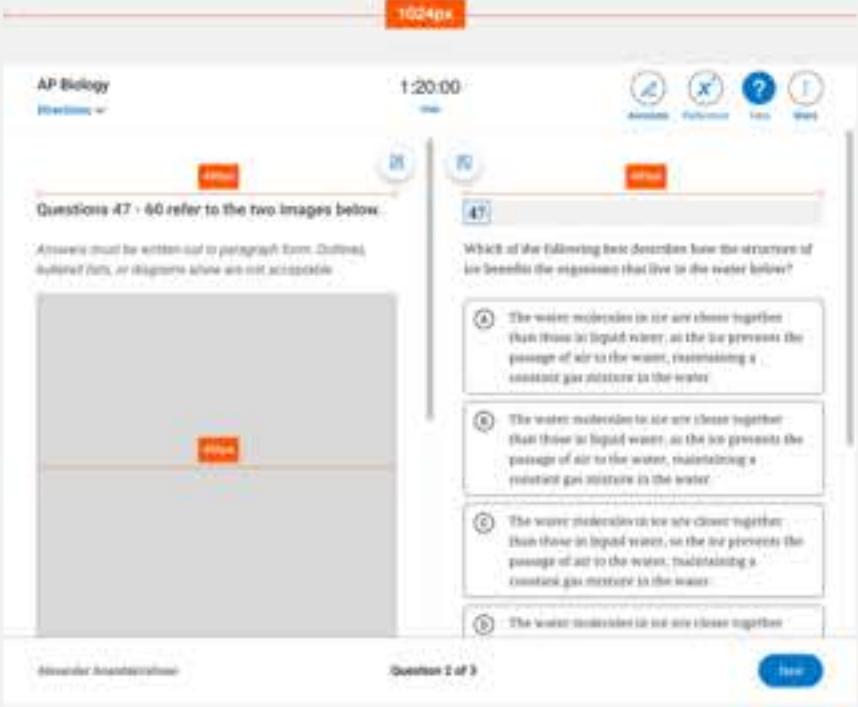 1024px
AP Biology
Directions
1:20:00
Hide
Annotate
Reference
Help
Questions 47 - 60 refer to the two images below.
Answers must be written out in paragraph form. Outlines,
bulleted lists, or diagrams alone are not acceptable.
47
Which of the following best describes how the structure of
ice benefits the organisms that live in the water below?
A
The water molecules in ice are closer together
than those in liquid water, so the ice prevents the
passage of air to the water, maintaining a
constant gas mixture in the water.
B
The water molecules in ice are closer together
than those in liquid water, so the ice prevents the
passage of air to the water, maintaining a
constant gas mixture in the water.
C
The water molecules in ice are closer together
than those in liquid water, so the ice prevents the
passage of air to the water, maintaining a
constant gas mixture in the water.
D
The water molecules in ice are closer together
Alexander
Question 2 of 3
Next